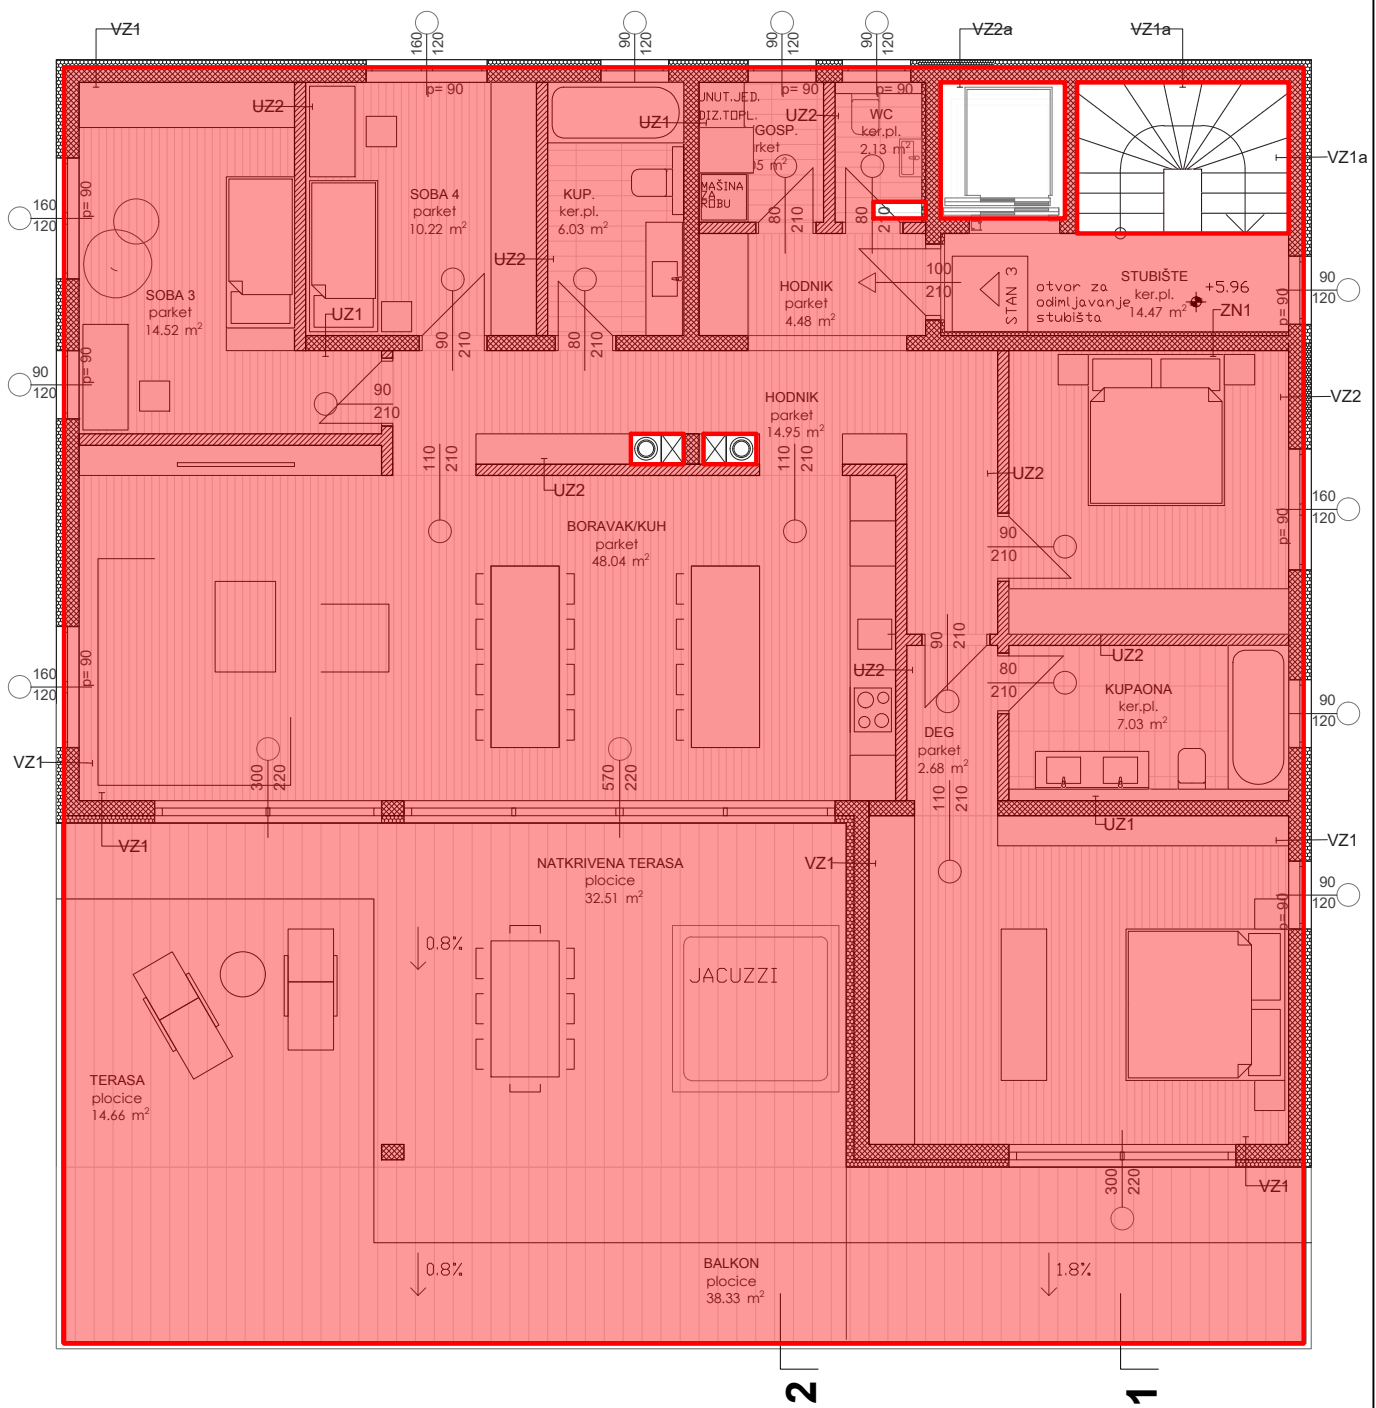 VZ1
VZ2a
VZ1a
160
120
90
120
90
120
90
120
p= 90
p= 90
p= 90
UZ2
UNUT.JED.
DIZ.TOPL.
UZ1
UZ2
WC
ker.pl.
2.13 m²
GOSP.
MAŠINA
ZA
ROBU
VZ1a
SOBA 4
parket
10.22 m²
KUP.
ker.pl.
6.03 m²
80
210
80
160
120
p= 90
UZ2
SOBA 3
parket
14.52 m²
UZ1
HODNIK
parket
4.48 m²
100
210
STAN 3
otvor za
odimljavanje
stubišta
STUBIŠTE
ker.pl.
14.47 m²
+5.96
ZN1
90
120
p= 90
90
210
80
210
90
120
p= 90
90
210
HODNIK
parket
14.95 m²
VZ2
110
210
110
210
UZ2
UZ2
BORAVAK/KUH
parket
48.04 m²
160
120
p= 90
90
210
90
210
UZ2
UZ2
160
120
p= 90
80
210
KUPAONA
ker.pl.
7.03 m²
90
120
DEG
parket
2.68 m²
VZ1
300
220
570
220
110
210
UZ1
VZ1
VZ1
VZ1
NATKRIVENA TERASA
plocice
32.51 m²
90
120
p= 90
0.8%
JACUZZI
TERASA
plocice
14.66 m²
300
220
VZ1
0.8%
BALKON
plocice
38.33 m²
1.8%
2
1